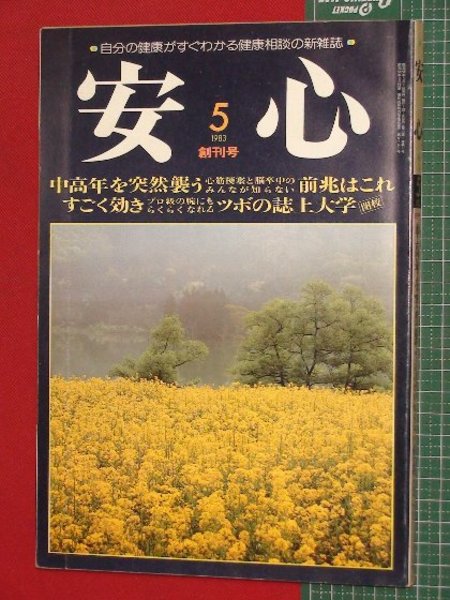 自分の健康がすぐわかる健康相談の新雑誌
安心
5
1983
創刊号
中高年を突然襲う心筋梗塞と脳卒中のみんなが知らない前兆はこれ
すごく効きプロ級の腕にもらくらくなれるツボの誌上大学開校
安心